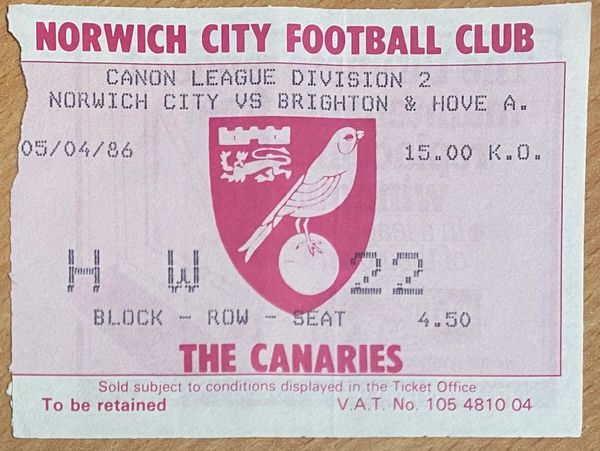 NORWICH CITY FOOTBALL CLUB
CANON LEAGUE DIVISION 2
NORWICH CITY VS BRIGHTON & HOVE A.
05/04/86 15.00 K.O.
H W 22
BLOCK - ROW - SEAT 4.50
THE CANARIES
Sold subject to conditions displayed in the Ticket Office
To be retained V.A.T. No. 105 4810 04